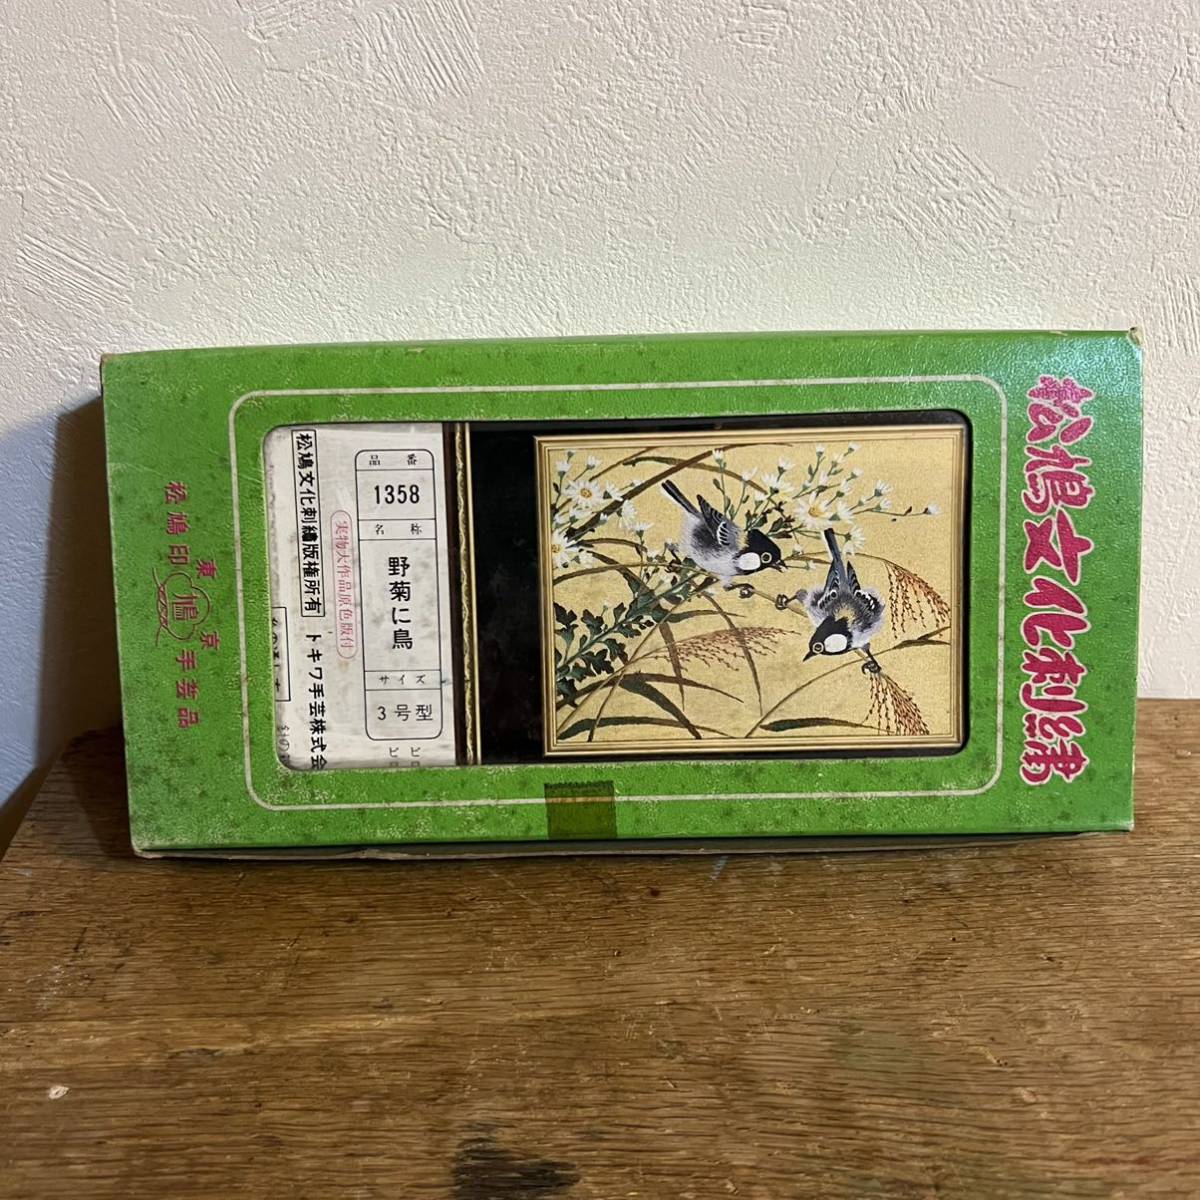 松鳩文化刺繍
品番
1358
名称
野菊に鳥
サイズ
3号型
実物大作品原色版付
松鳩文化刺繍版権所有 トキワ手芸株式会
東京
松鳩印 鳩 手芸品